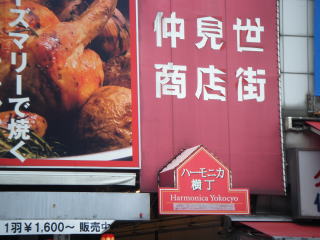 ーズマリーで焼く
仲見世
商店街
ハーモニカ
横丁
Harmonica Yokocyo
1羽¥1,600~ 販売中